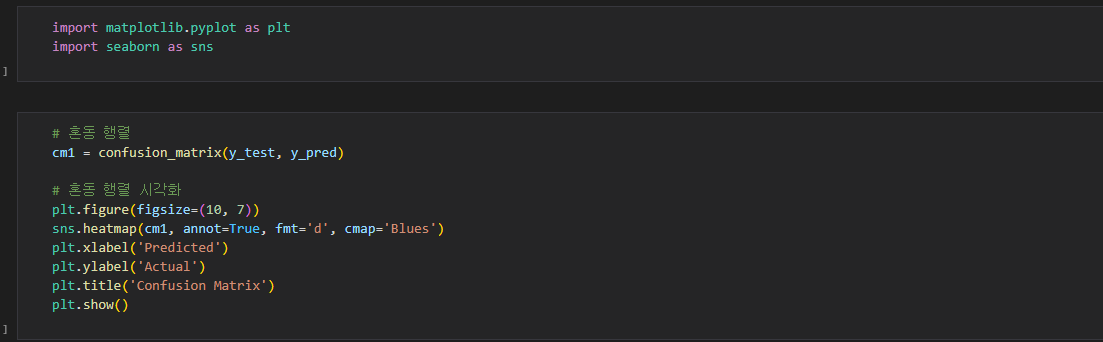 import matplotlib.pyplot as plt
import seaborn as sns
]
# 혼동 행렬
cm1 = confusion_matrix(y_test, y_pred)
# 혼동 행렬 시각화
plt.figure(figsize=(10, 7))
sns.heatmap(cm1, annot=True, fmt='d', cmap='Blues')
plt.xlabel('Predicted')
plt.ylabel('Actual')
plt.title('Confusion Matrix')
plt.show()
]